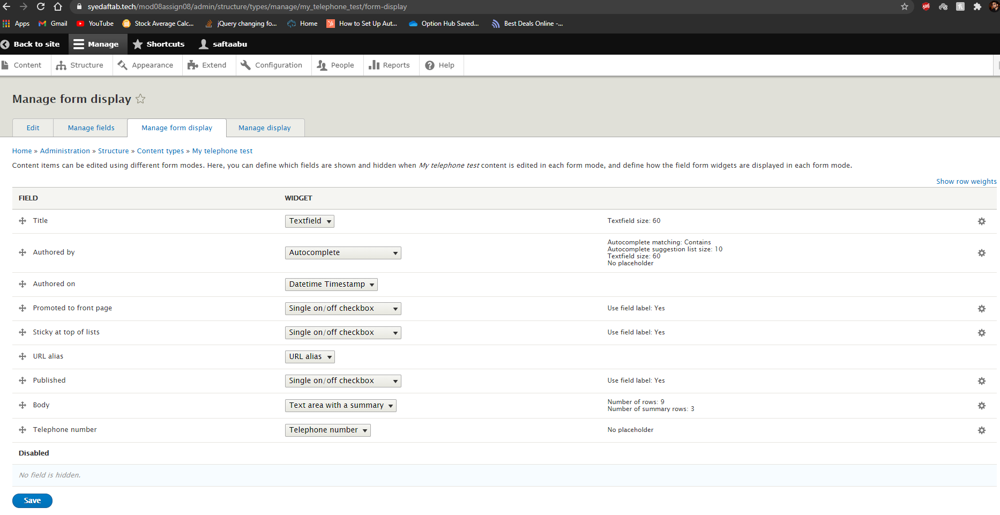 syedaftab.tech/mod08assign08/admin/structure/types/manage/my_telephone_test/form-display
Apps Gmail YouTube Stock Average Calc... jQuery changing fo... Home How to Set Up Aut... Option Hub Saved... Best Deals Online -...
Back to site Manage Shortcuts saftaabu
Content Structure Appearance Extend Configuration People Reports Help
Manage form display
Edit Manage fields Manage form display Manage display
Home » Administration » Structure » Content types » My telephone test
Content items can be edited using different form modes. Here, you can define which fields are shown and hidden when My telephone test content is edited in each form mode, and define how the field form widgets are displayed in each form mode.
Show row weights
FIELD WIDGET
Title Textfield Textfield size: 60
Authored by Autocomplete Autocomplete matching: Contains
Autocomplete suggestion list size: 10
Textfield size: 60
No placeholder
Authored on Datetime Timestamp
Promoted to front page Single on/off checkbox Use field label: Yes
Sticky at top of lists Single on/off checkbox Use field label: Yes
URL alias URL alias
Published Single on/off checkbox Use field label: Yes
Body Text area with a summary Number of rows: 9
Number of summary rows: 3
Telephone number Telephone number No placeholder
Disabled
No field is hidden.
Save